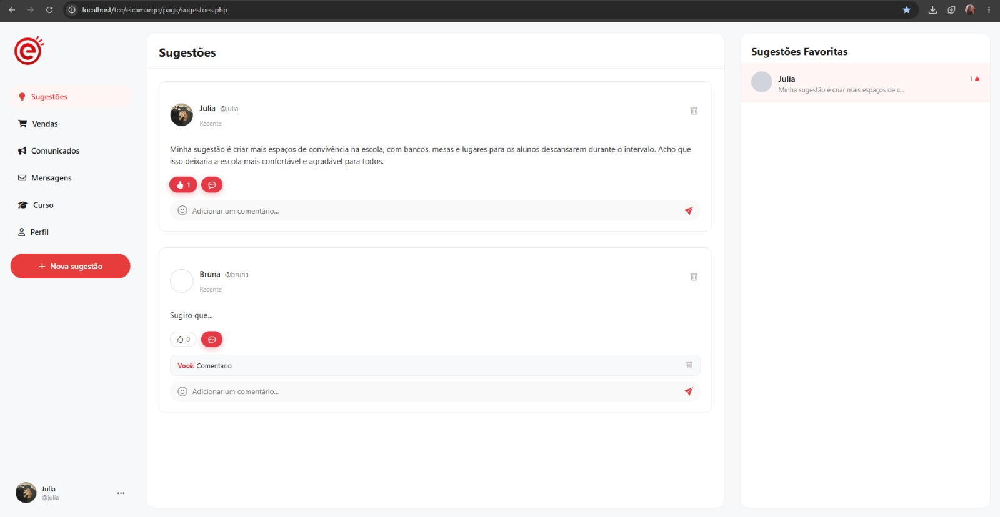 localhost/tcc/eicamargo/pags/sugestoes.php
e
Sugestões
Vendas
Comunicados
Mensagens
Curso
Perfil
+ Nova sugestão
Julia
@julia
Sugestões
Julia @julia
Recente
Minha sugestão é criar mais espaços de convivência na escola, com bancos, mesas e lugares para os alunos descansarem durante o intervalo. Acho que
isso deixaria a escola mais confortável e agradável para todos.
1
Adicionar um comentário...
Bruna @bruna
Recente
Sugiro que...
0
Você: Comentario
Adicionar um comentário...
Sugestões Favoritas
Julia
1
Minha sugestão é criar mais espaços de c...